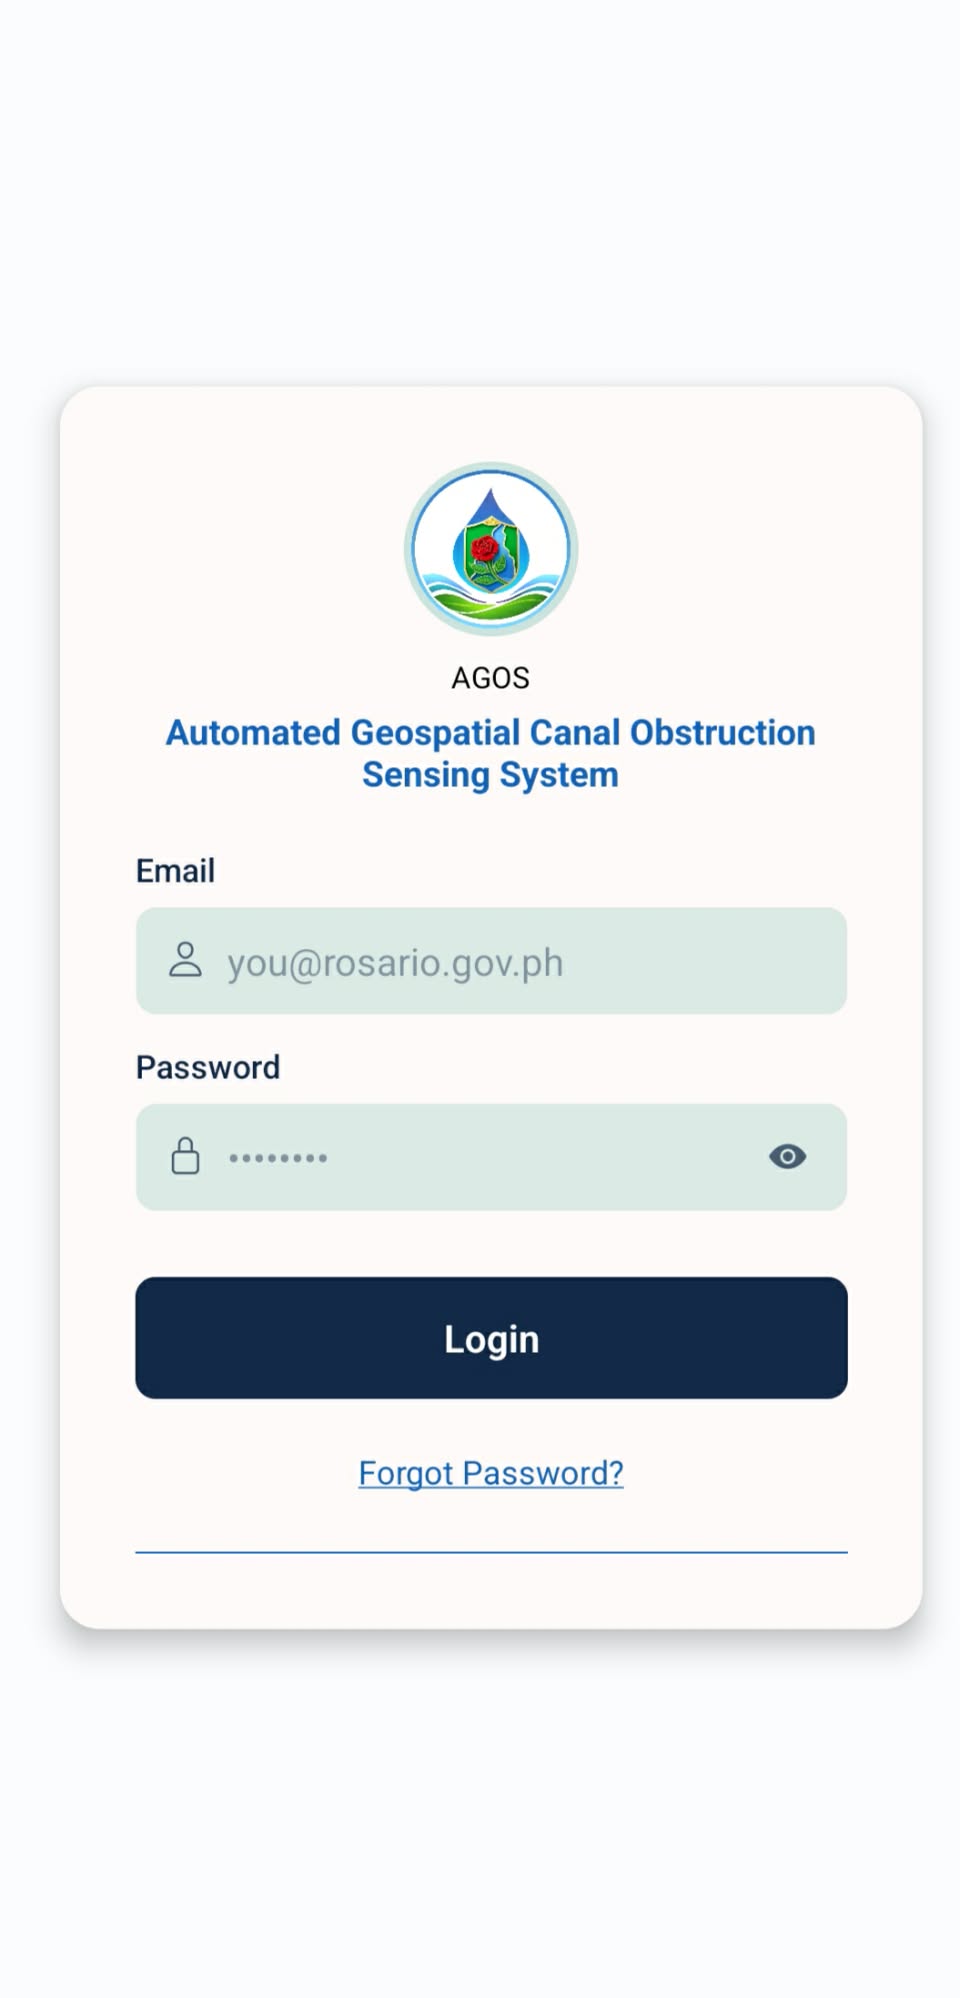 AGOS
Automated Geospatial Canal Obstruction
Sensing System
Email
you@rosario.gov.ph
Password
••••••••
Login
Forgot Password?